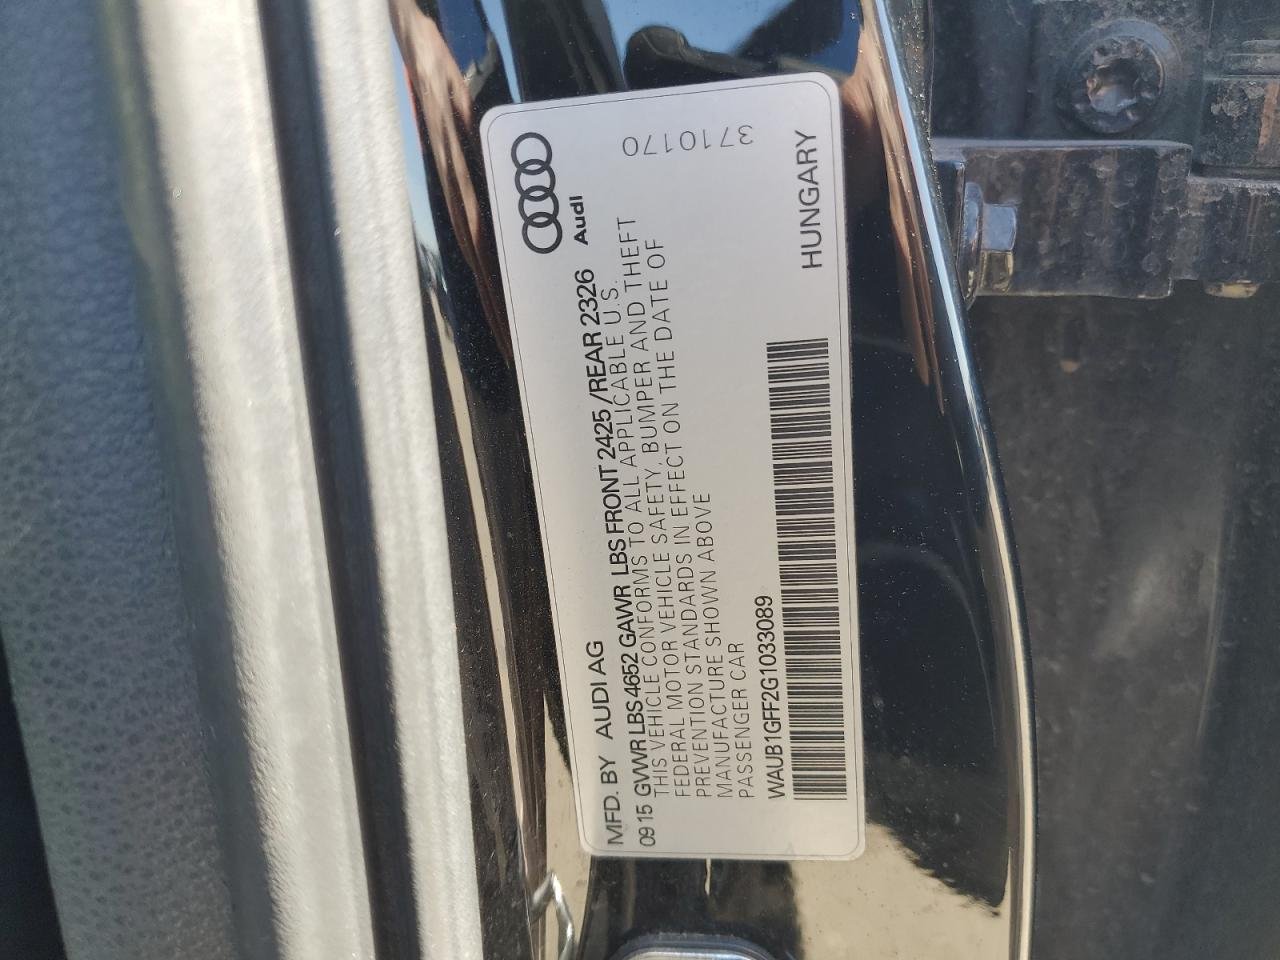 Audi
MFD. BY AUDI AG
09 15 GVWR LBS 4652 GAWR LBS FRONT 2425 /REAR 2326
THIS VEHICLE CONFORMS TO ALL APPLICABLE U.S.
FEDERAL MOTOR VEHICLE SAFETY, BUMPER AND THEFT
PREVENTION STANDARDS IN EFFECT ON THE DATE OF
MANUFACTURE SHOWN ABOVE
PASSENGER CAR
3710170
WAUB1GFF2G1033089
HUNGARY